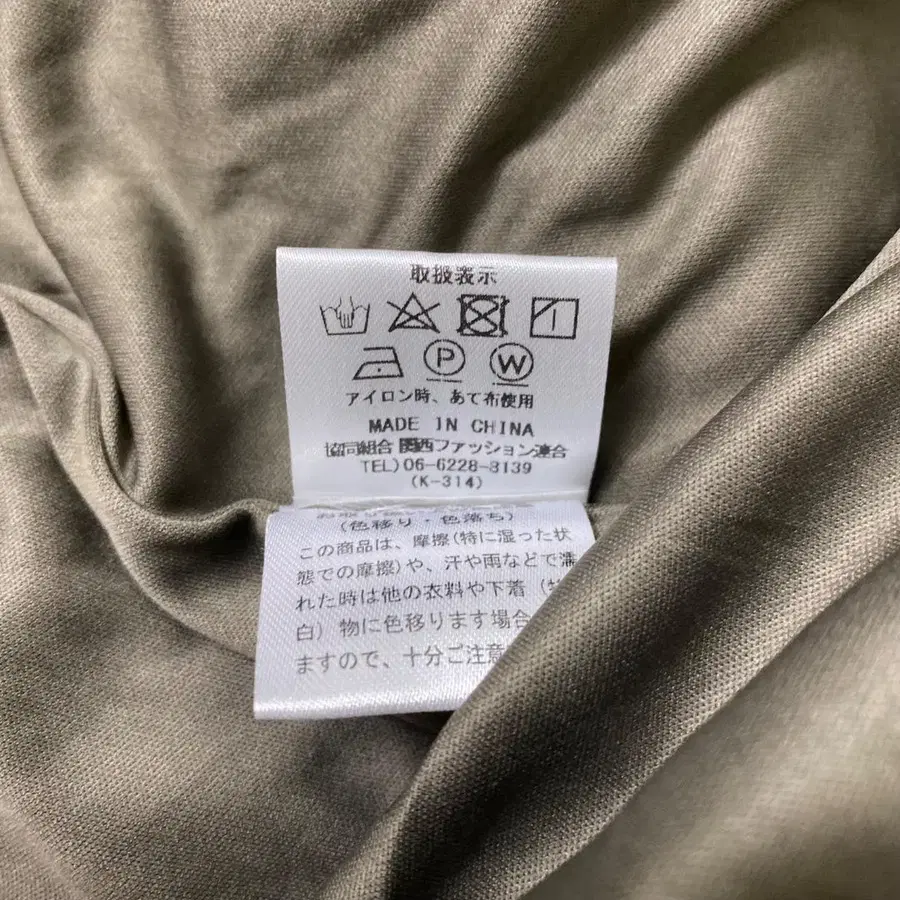 取扱表示
P W
アイロン時、あて布使用
MADE IN CHINA
協同組合 関西ファッション連合
TEL)06-6228-8139
(K-314)
(色移り・色落ち)
この商品は、摩擦(特に湿った状
態での摩擦)や、汗や雨などで濡
れた時は他の衣料や下着(
白)物に色移ります場合
ますので、十分ご注意